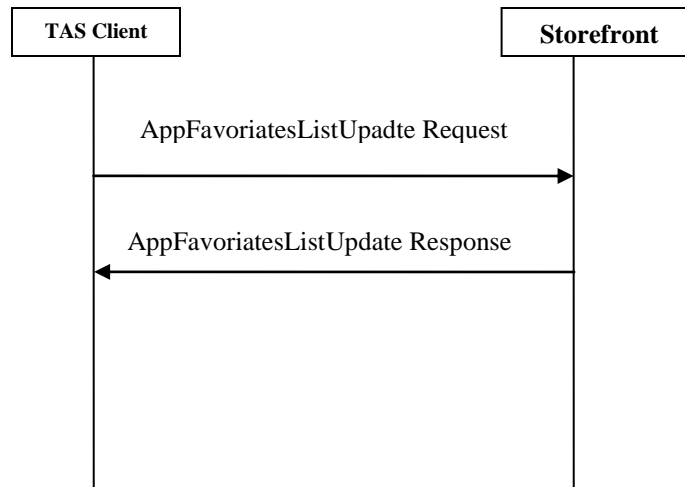 TAS Client
Storefront
AppFavoriatesListUpadte Request
AppFavoriatesListUpdate Response